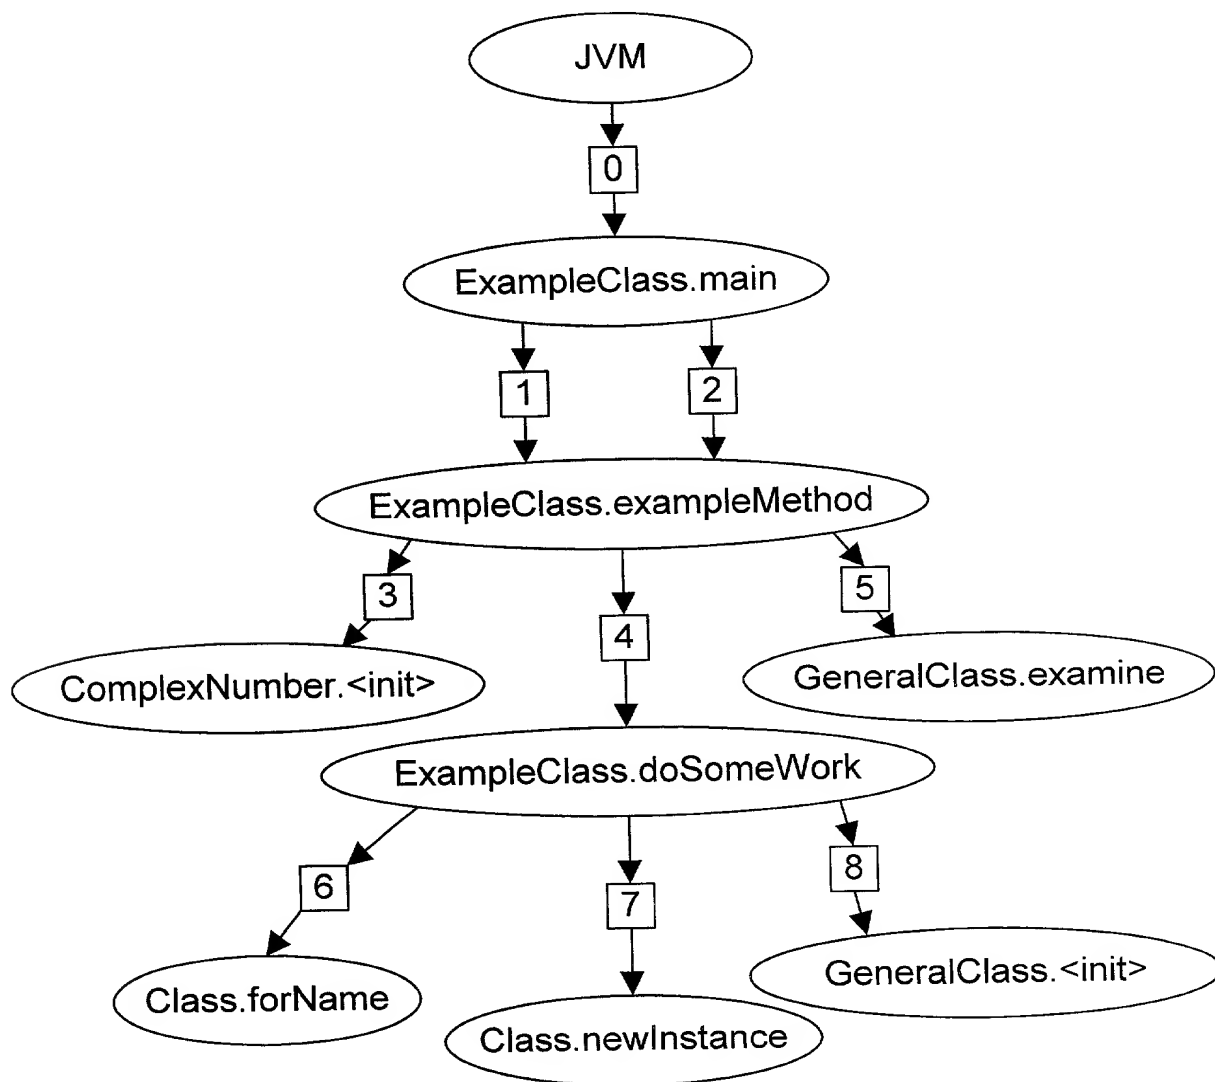 JVM
0
ExampleClass.main
1
2
ExampleClass.exampleMethod
3
4
5
ComplexNumber.<init>
GeneralClass.examine
ExampleClass.doSomeWork
6
7
8
Class.forName
Class.newInstance
GeneralClass.<init>